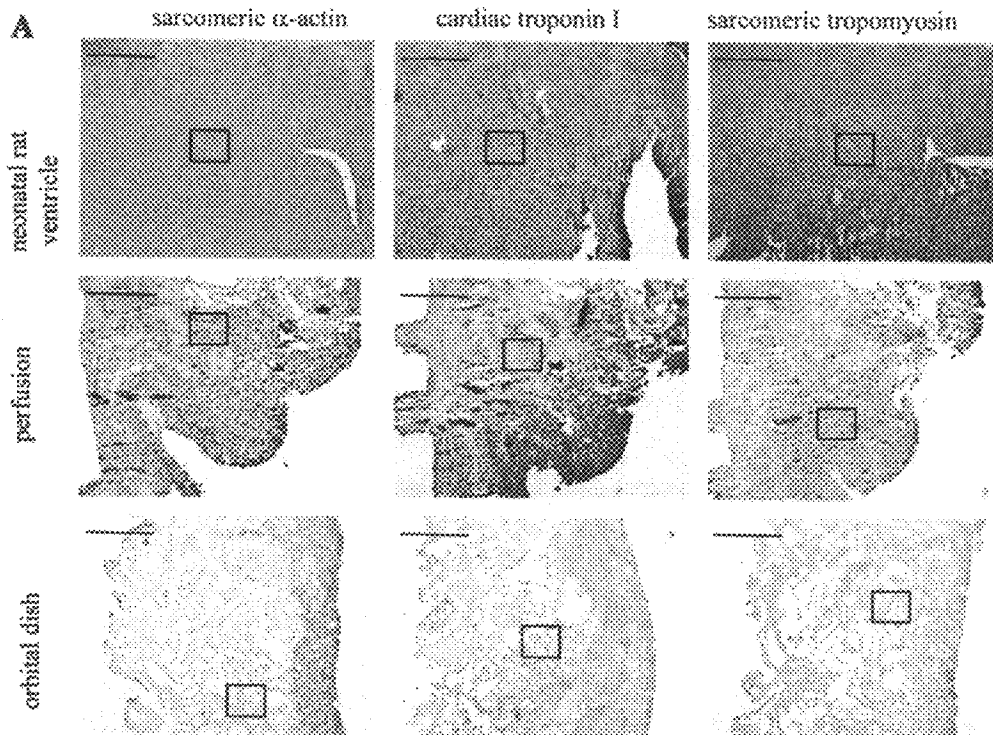 A
sarcomeric α-actin
cardiac troponin I
sarcomeric tropomyosin
neonatal rat
ventricle
perfusion
orbital dish